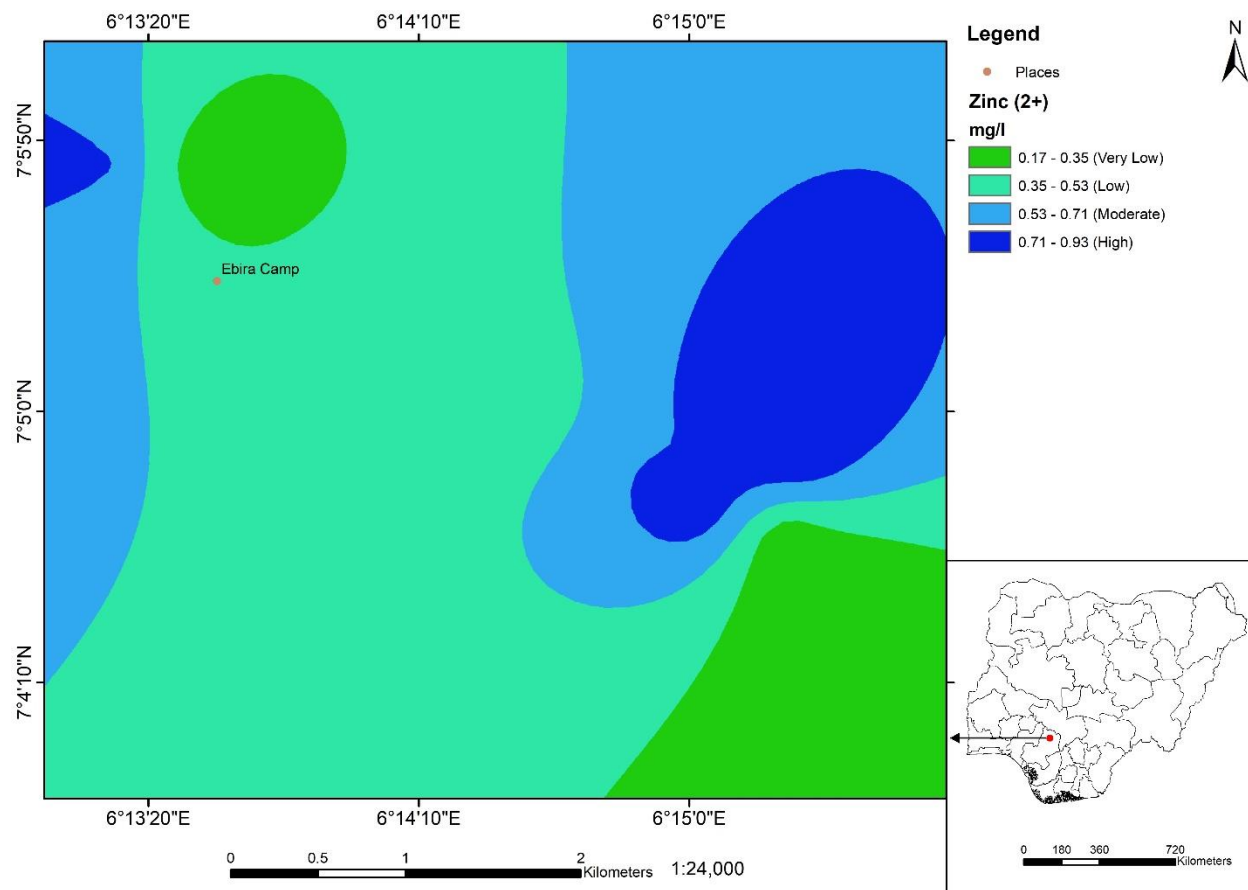 6°13'20"E 6°14'10"E 6°15'0"E
7°5'50"N
7°5'0"N
7°4'10"N
Ebira Camp
6°13'20"E 6°14'10"E 6°15'0"E
0 0.5 1 2
Kilometers
1:24,000
Legend
Places
Zinc (2+)
mg/l
0.17 - 0.35 (Very Low)
0.35 - 0.53 (Low)
0.53 - 0.71 (Moderate)
0.71 - 0.93 (High)
N
0 180 360 720
Kilometers